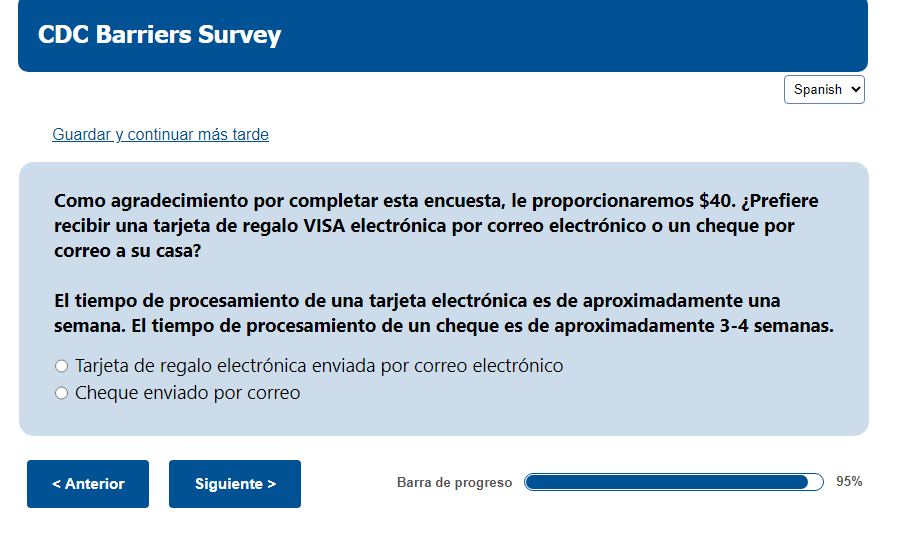 CDC Barriers Survey
Spanish
Guardar y continuar más tarde
Como agradecimiento por completar esta encuesta, le proporcionaremos $40. ¿Prefiere
recibir una tarjeta de regalo VISA electrónica por correo electrónico o un cheque por
correo a su casa?
El tiempo de procesamiento de una tarjeta electrónica es de aproximadamente una
semana. El tiempo de procesamiento de un cheque es de aproximadamente 3-4 semanas.
Tarjeta de regalo electrónica enviada por correo electrónico
Cheque enviado por correo
< Anterior
Siguiente >
Barra de progreso
95%